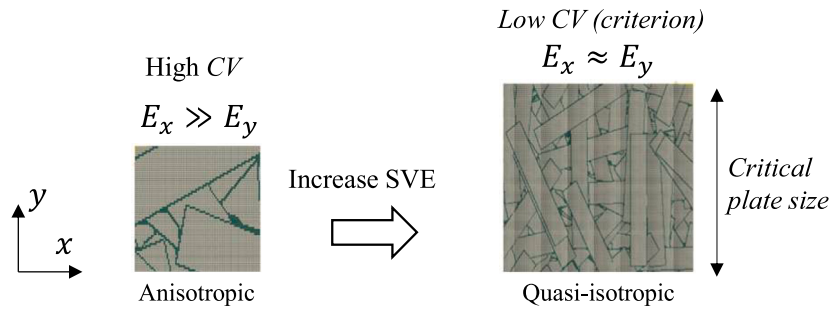 High CV
E_x ≫ E_y
Anisotropic
y
x
Increase SVE
Low CV (criterion)
E_x ≈ E_y
Critical
plate size
Quasi-isotropic